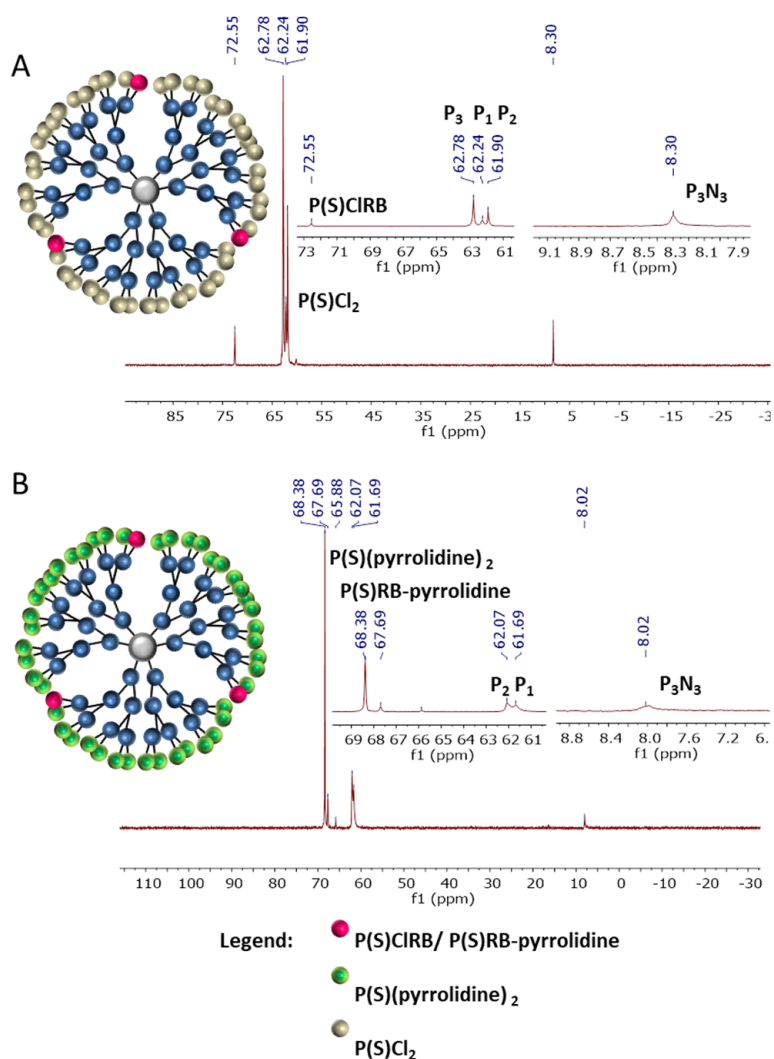 A
72.55
62.78
62.24
61.90
8.30
P3 P1 P2
72.55
62.78
62.24
61.90
8.30
P(S)ClRB
P3N3
73 71 69 67 65 63 61
f1 (ppm)
9.1 8.9 8.7 8.5 8.3 8.1 7.9
f1 (ppm)
P(S)Cl2
85 75 65 55 45 35 25 15 5 -5 -15 -25 -3
f1 (ppm)
B
68.38
67.69
65.88
62.07
61.69
8.02
P(S)(pyrrolidine)2
P(S)RB-pyrrolidine
68.38
67.69
62.07
61.69
8.02
P2 P1
P3N3
69 68 67 66 65 64 63 62 61
f1 (ppm)
8.8 8.4 8.0 7.6 7.2 6.
f1 (ppm)
110 100 90 80 70 60 50 40 30 20 10 0 -10 -20 -30
f1 (ppm)
Legend:
P(S)ClRB/ P(S)RB-pyrrolidine
P(S)(pyrrolidine)2
P(S)Cl2